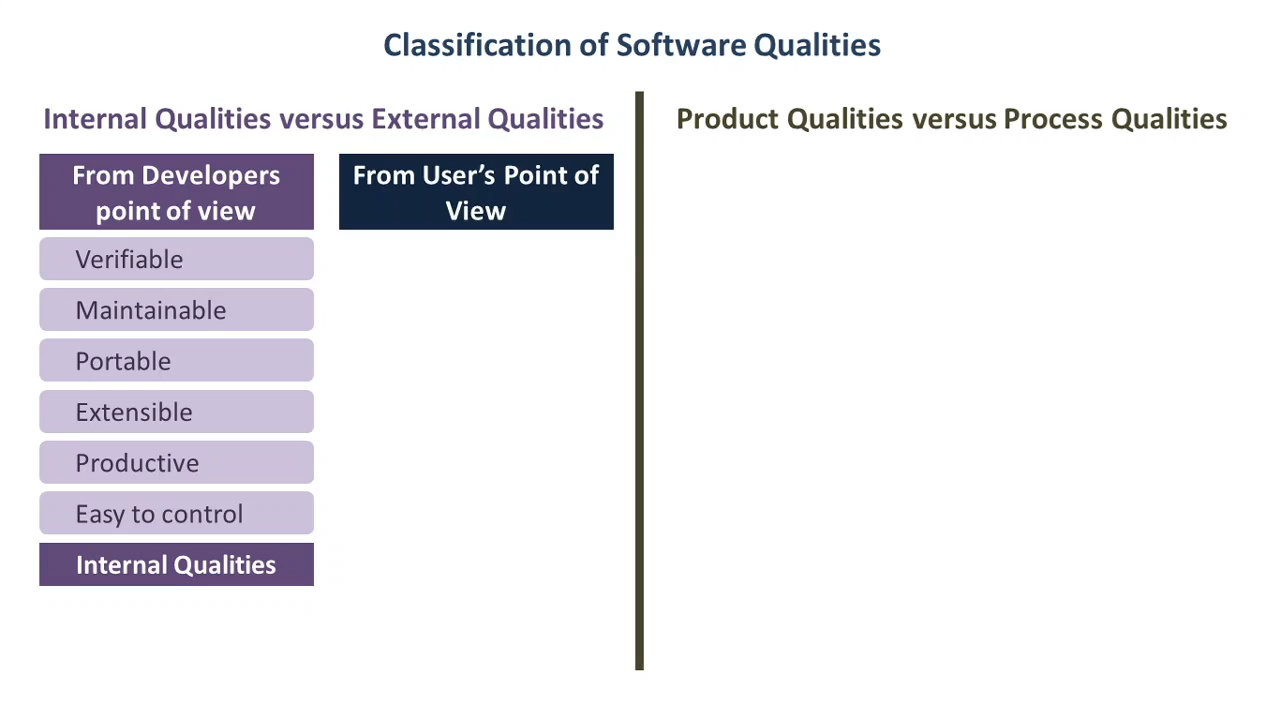 Classification of Software Qualities
Internal Qualities versus External Qualities
From Developers
point of view
Verifiable
Maintainable
Portable
Extensible
Productive
Easy to control
Internal Qualities
From User’s Point of
View
Product Qualities versus Process Qualities